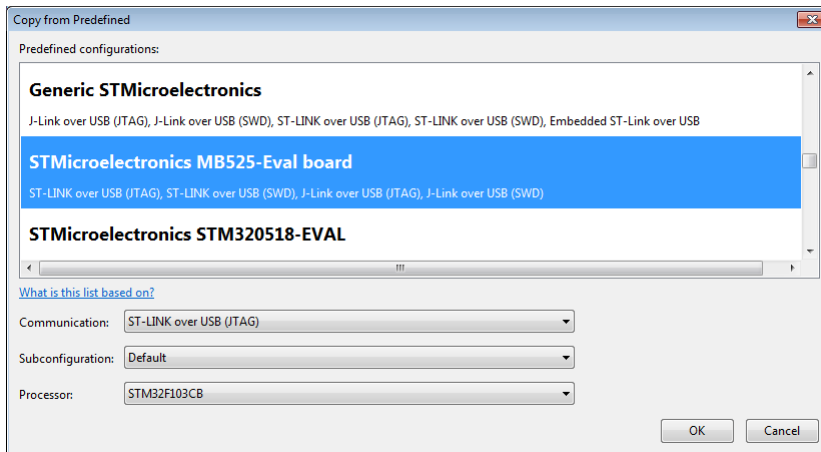 Copy from Predefined
Predefined configurations:
Generic STMicroelectronics
J-Link over USB (JTAG), J-Link over USB (SWD), ST-LINK over USB (JTAG), ST-LINK over USB (SWD), Embedded ST-Link over USB
STMicroelectronics MB525-Eval board
ST-LINK over USB (JTAG), ST-LINK over USB (SWD), J-Link over USB (JTAG), J-Link over USB (SWD)
STMicroelectronics STM320518-EVAL
What is this list based on?
Communication: ST-LINK over USB (JTAG)
Subconfiguration: Default
Processor: STM32F103CB
OK Cancel